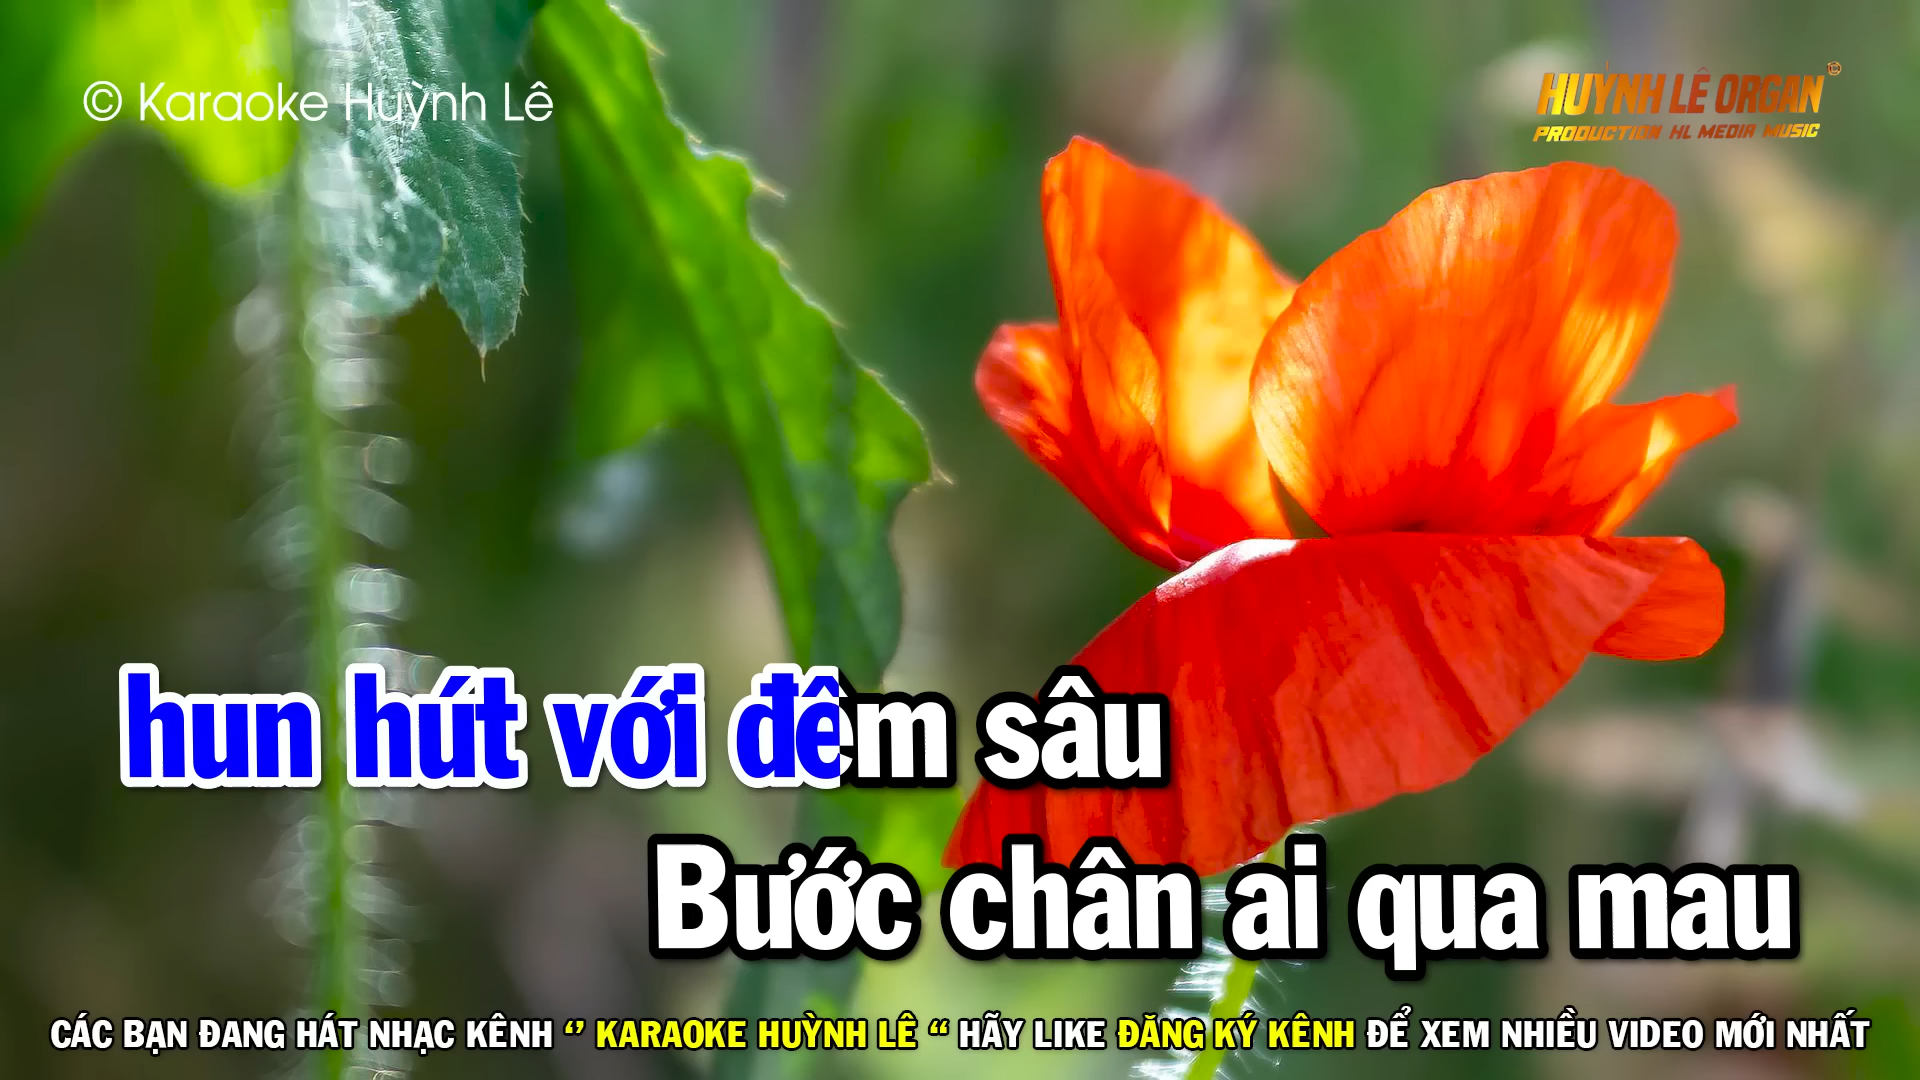 © Karaoke Huỳnh Lê
HUỲNH LÊ ORGAN
PRODUCTION HL MEDIA MUSIC
hun hút với đêm sâu
Bước chân ai qua mau
CÁC BẠN ĐANG HÁT NHẠC KÊNH ‘’ KARAOKE HUỲNH LÊ “ HÃY LIKE ĐĂNG KÝ KÊNH ĐỂ XEM NHIỀU VIDEO MỚI NHẤT